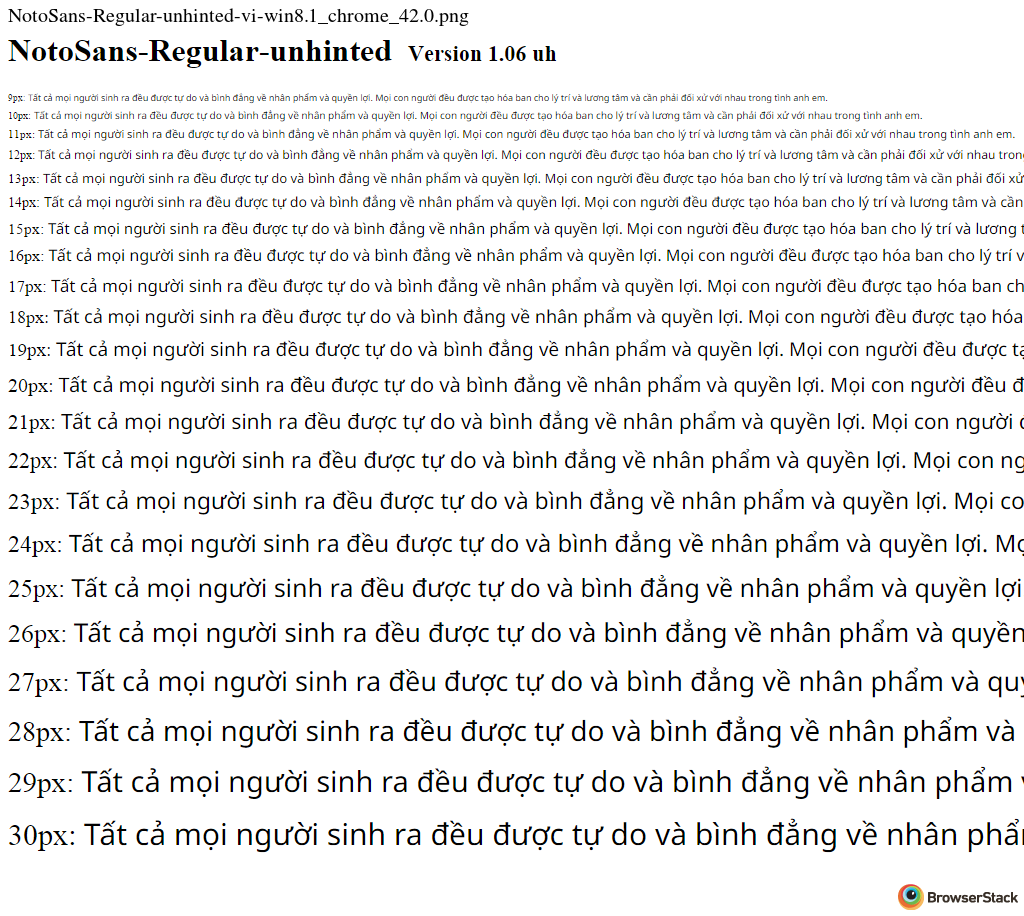 NotoSans-Regular-unhinted-vi-win8.1_chrome_42.0.png
NotoSans-Regular-unhinted Version 1.06 uh
9px: Tất cả mọi người sinh ra đều được tự do và bình đẳng về nhân phẩm và quyền lợi. Mọi con người đều được tạo hóa ban cho lý trí và lương tâm và cần phải đối xử với nhau trong tình anh em.
10px: Tất cả mọi người sinh ra đều được tự do và bình đẳng về nhân phẩm và quyền lợi. Mọi con người đều được tạo hóa ban cho lý trí và lương tâm và cần phải đối xử với nhau trong tình anh em.
11px: Tất cả mọi người sinh ra đều được tự do và bình đẳng về nhân phẩm và quyền lợi. Mọi con người đều được tạo hóa ban cho lý trí và lương tâm và cần phải đối xử với nhau trong tình anh em.
12px: Tất cả mọi người sinh ra đều được tự do và bình đẳng về nhân phẩm và quyền lợi. Mọi con người đều được tạo hóa ban cho lý trí và lương tâm và cần phải đối xử với nhau tron
13px: Tất cả mọi người sinh ra đều được tự do và bình đẳng về nhân phẩm và quyền lợi. Mọi con người đều được tạo hóa ban cho lý trí và lương tâm và cần phải đối xử
14px: Tất cả mọi người sinh ra đều được tự do và bình đẳng về nhân phẩm và quyền lợi. Mọi con người đều được tạo hóa ban cho lý trí và lương tâm và cần
15px: Tất cả mọi người sinh ra đều được tự do và bình đẳng về nhân phẩm và quyền lợi. Mọi con người đều được tạo hóa ban cho lý trí và lương t
16px: Tất cả mọi người sinh ra đều được tự do và bình đẳng về nhân phẩm và quyền lợi. Mọi con người đều được tạo hóa ban cho lý trí v
17px: Tất cả mọi người sinh ra đều được tự do và bình đẳng về nhân phẩm và quyền lợi. Mọi con người đều được tạo hóa ban ch
18px: Tất cả mọi người sinh ra đều được tự do và bình đẳng về nhân phẩm và quyền lợi. Mọi con người đều được tạo hóa
19px: Tất cả mọi người sinh ra đều được tự do và bình đẳng về nhân phẩm và quyền lợi. Mọi con người đều được tạ
20px: Tất cả mọi người sinh ra đều được tự do và bình đẳng về nhân phẩm và quyền lợi. Mọi con người đều đ
21px: Tất cả mọi người sinh ra đều được tự do và bình đẳng về nhân phẩm và quyền lợi. Mọi con người
22px: Tất cả mọi người sinh ra đều được tự do và bình đẳng về nhân phẩm và quyền lợi. Mọi con ng
23px: Tất cả mọi người sinh ra đều được tự do và bình đẳng về nhân phẩm và quyền lợi. Mọi co
24px: Tất cả mọi người sinh ra đều được tự do và bình đẳng về nhân phẩm và quyền lợi. Mọ
25px: Tất cả mọi người sinh ra đều được tự do và bình đẳng về nhân phẩm và quyền lợi
26px: Tất cả mọi người sinh ra đều được tự do và bình đẳng về nhân phẩm và quyền
27px: Tất cả mọi người sinh ra đều được tự do và bình đẳng về nhân phẩm và quy
28px: Tất cả mọi người sinh ra đều được tự do và bình đẳng về nhân phẩm và
29px: Tất cả mọi người sinh ra đều được tự do và bình đẳng về nhân phẩm
30px: Tất cả mọi người sinh ra đều được tự do và bình đẳng về nhân phẩ
BrowserStack